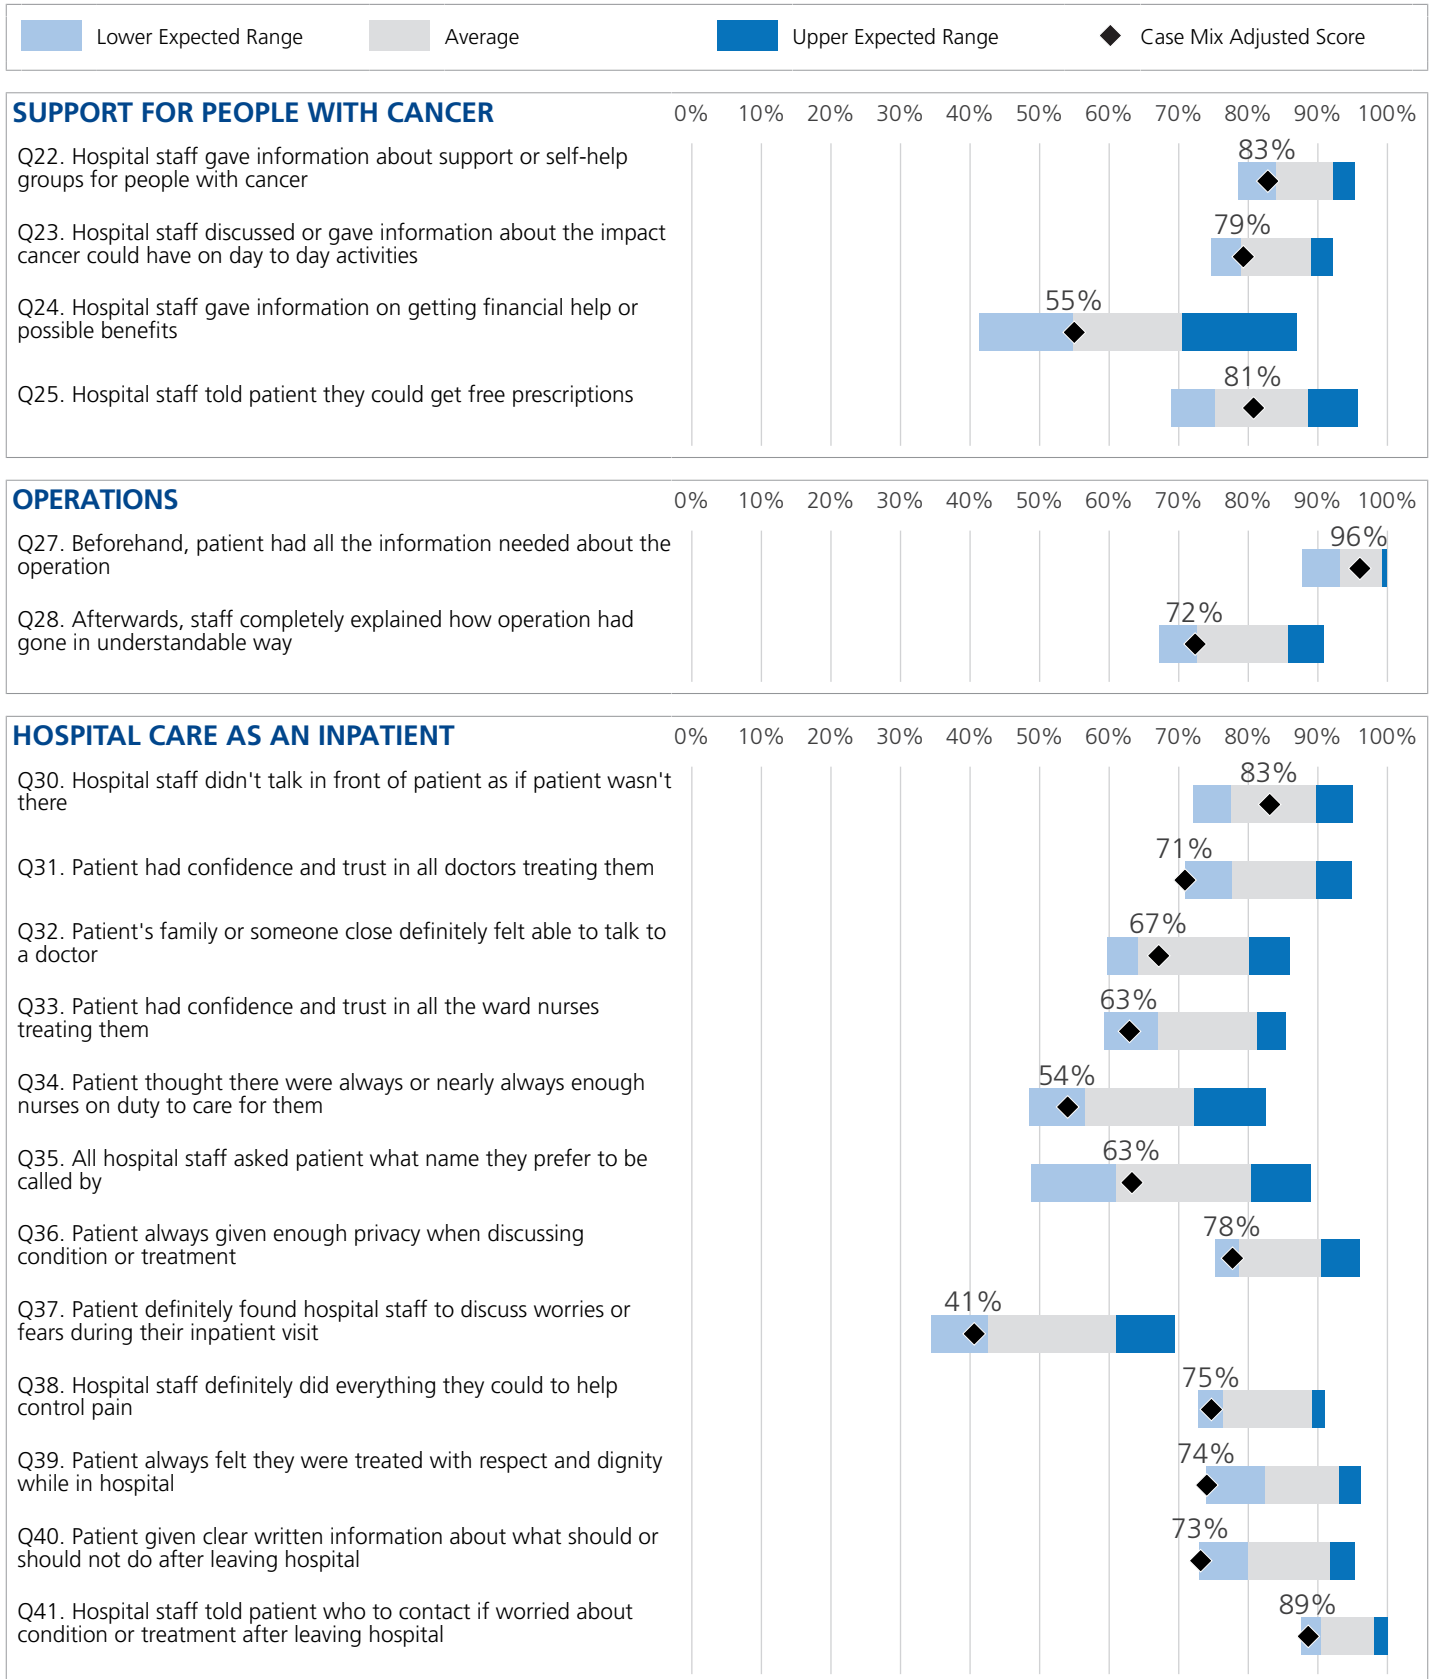 Lower Expected Range Average Upper Expected Range Case Mix Adjusted Score
SUPPORT FOR PEOPLE WITH CANCER 0% 10% 20% 30% 40% 50% 60% 70% 80% 90% 100%
Q22. Hospital staff gave information about support or self-help
groups for people with cancer
83%
Q23. Hospital staff discussed or gave information about the impact
cancer could have on day to day activities
79%
Q24. Hospital staff gave information on getting financial help or
possible benefits
55%
Q25. Hospital staff told patient they could get free prescriptions
81%
OPERATIONS 0% 10% 20% 30% 40% 50% 60% 70% 80% 90% 100%
Q27. Beforehand, patient had all the information needed about the
operation
96%
Q28. Afterwards, staff completely explained how operation had
gone in understandable way
72%
HOSPITAL CARE AS AN INPATIENT 0% 10% 20% 30% 40% 50% 60% 70% 80% 90% 100%
Q30. Hospital staff didn't talk in front of patient as if patient wasn't
there
83%
Q31. Patient had confidence and trust in all doctors treating them
71%
Q32. Patient's family or someone close definitely felt able to talk to
a doctor
67%
Q33. Patient had confidence and trust in all the ward nurses
treating them
63%
Q34. Patient thought there were always or nearly always enough
nurses on duty to care for them
54%
Q35. All hospital staff asked patient what name they prefer to be
called by
63%
Q36. Patient always given enough privacy when discussing
condition or treatment
78%
Q37. Patient definitely found hospital staff to discuss worries or
fears during their inpatient visit
41%
Q38. Hospital staff definitely did everything they could to help
control pain
75%
Q39. Patient always felt they were treated with respect and dignity
while in hospital
74%
Q40. Patient given clear written information about what should or
should not do after leaving hospital
73%
Q41. Hospital staff told patient who to contact if worried about
condition or treatment after leaving hospital
89%